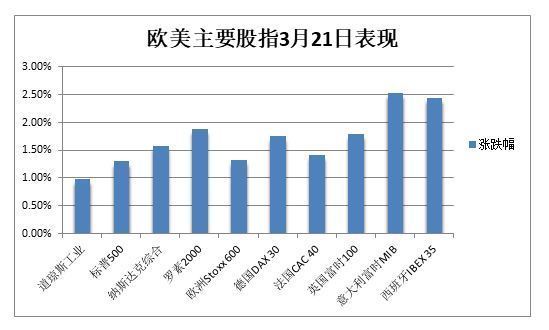 欧美主要股指3月21日表现
3.00%
2.50%
2.00%
1.50%
1.00%
0.50%
0.00%
涨跌幅
道琼斯工业
标普500
纳斯达克综合
罗素2000
欧洲Stoxx 600
德国DAX 30
法国CAC 40
英国富时100
意大利富时MIB
西班牙IBEX 35